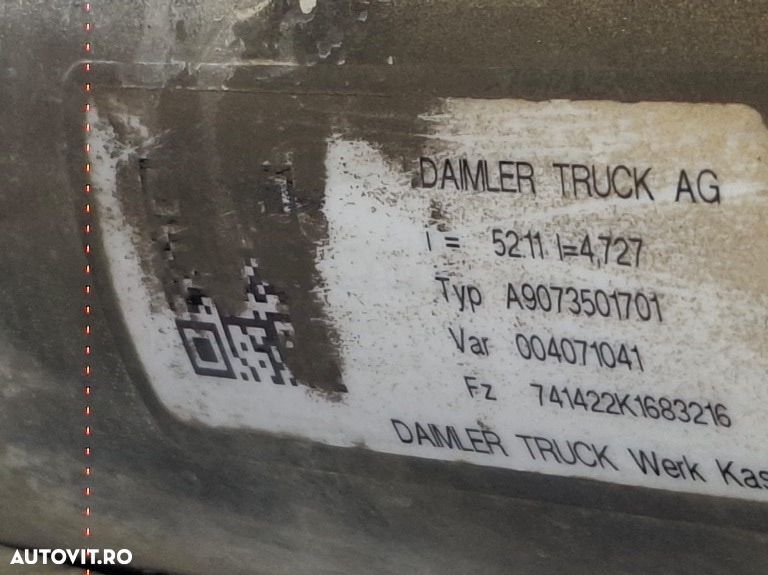 DAIMLER TRUCK AG
i = 52:11 I=4,727
Typ A9073501701
Var 004071041
Fz 741422K1683216
DAIMLER TRUCK Werk Kas
AUTOVIT.RO